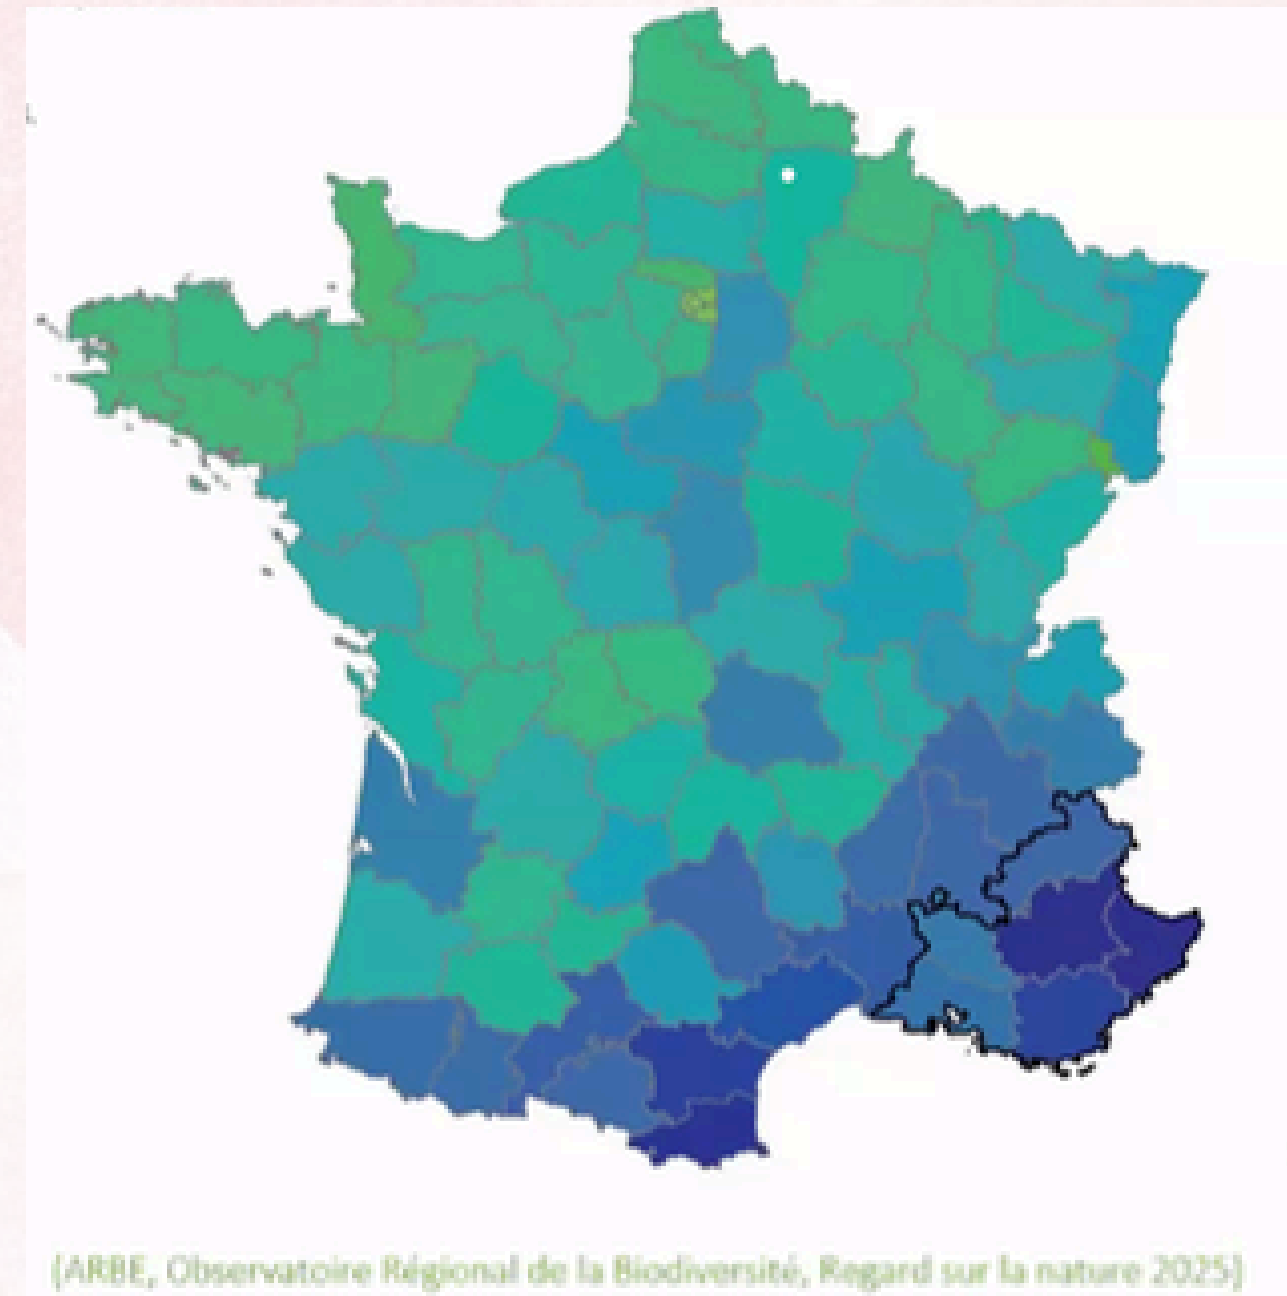 (ARBE, Observatoire Régional de la Biodiversité, Regard sur la nature 2025)